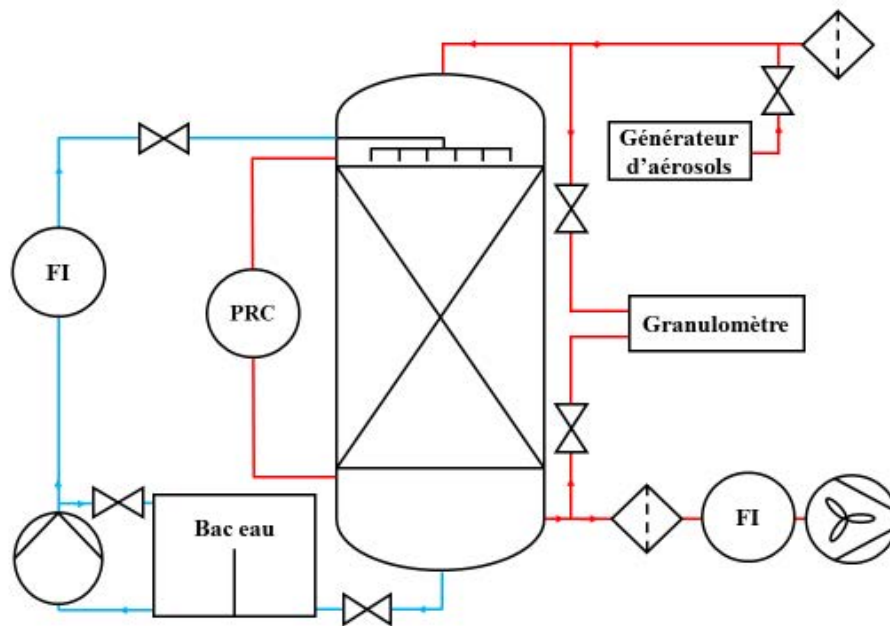 Générateur
d'aérosols
FI
PRC
Granulomètre
Bac eau
FI